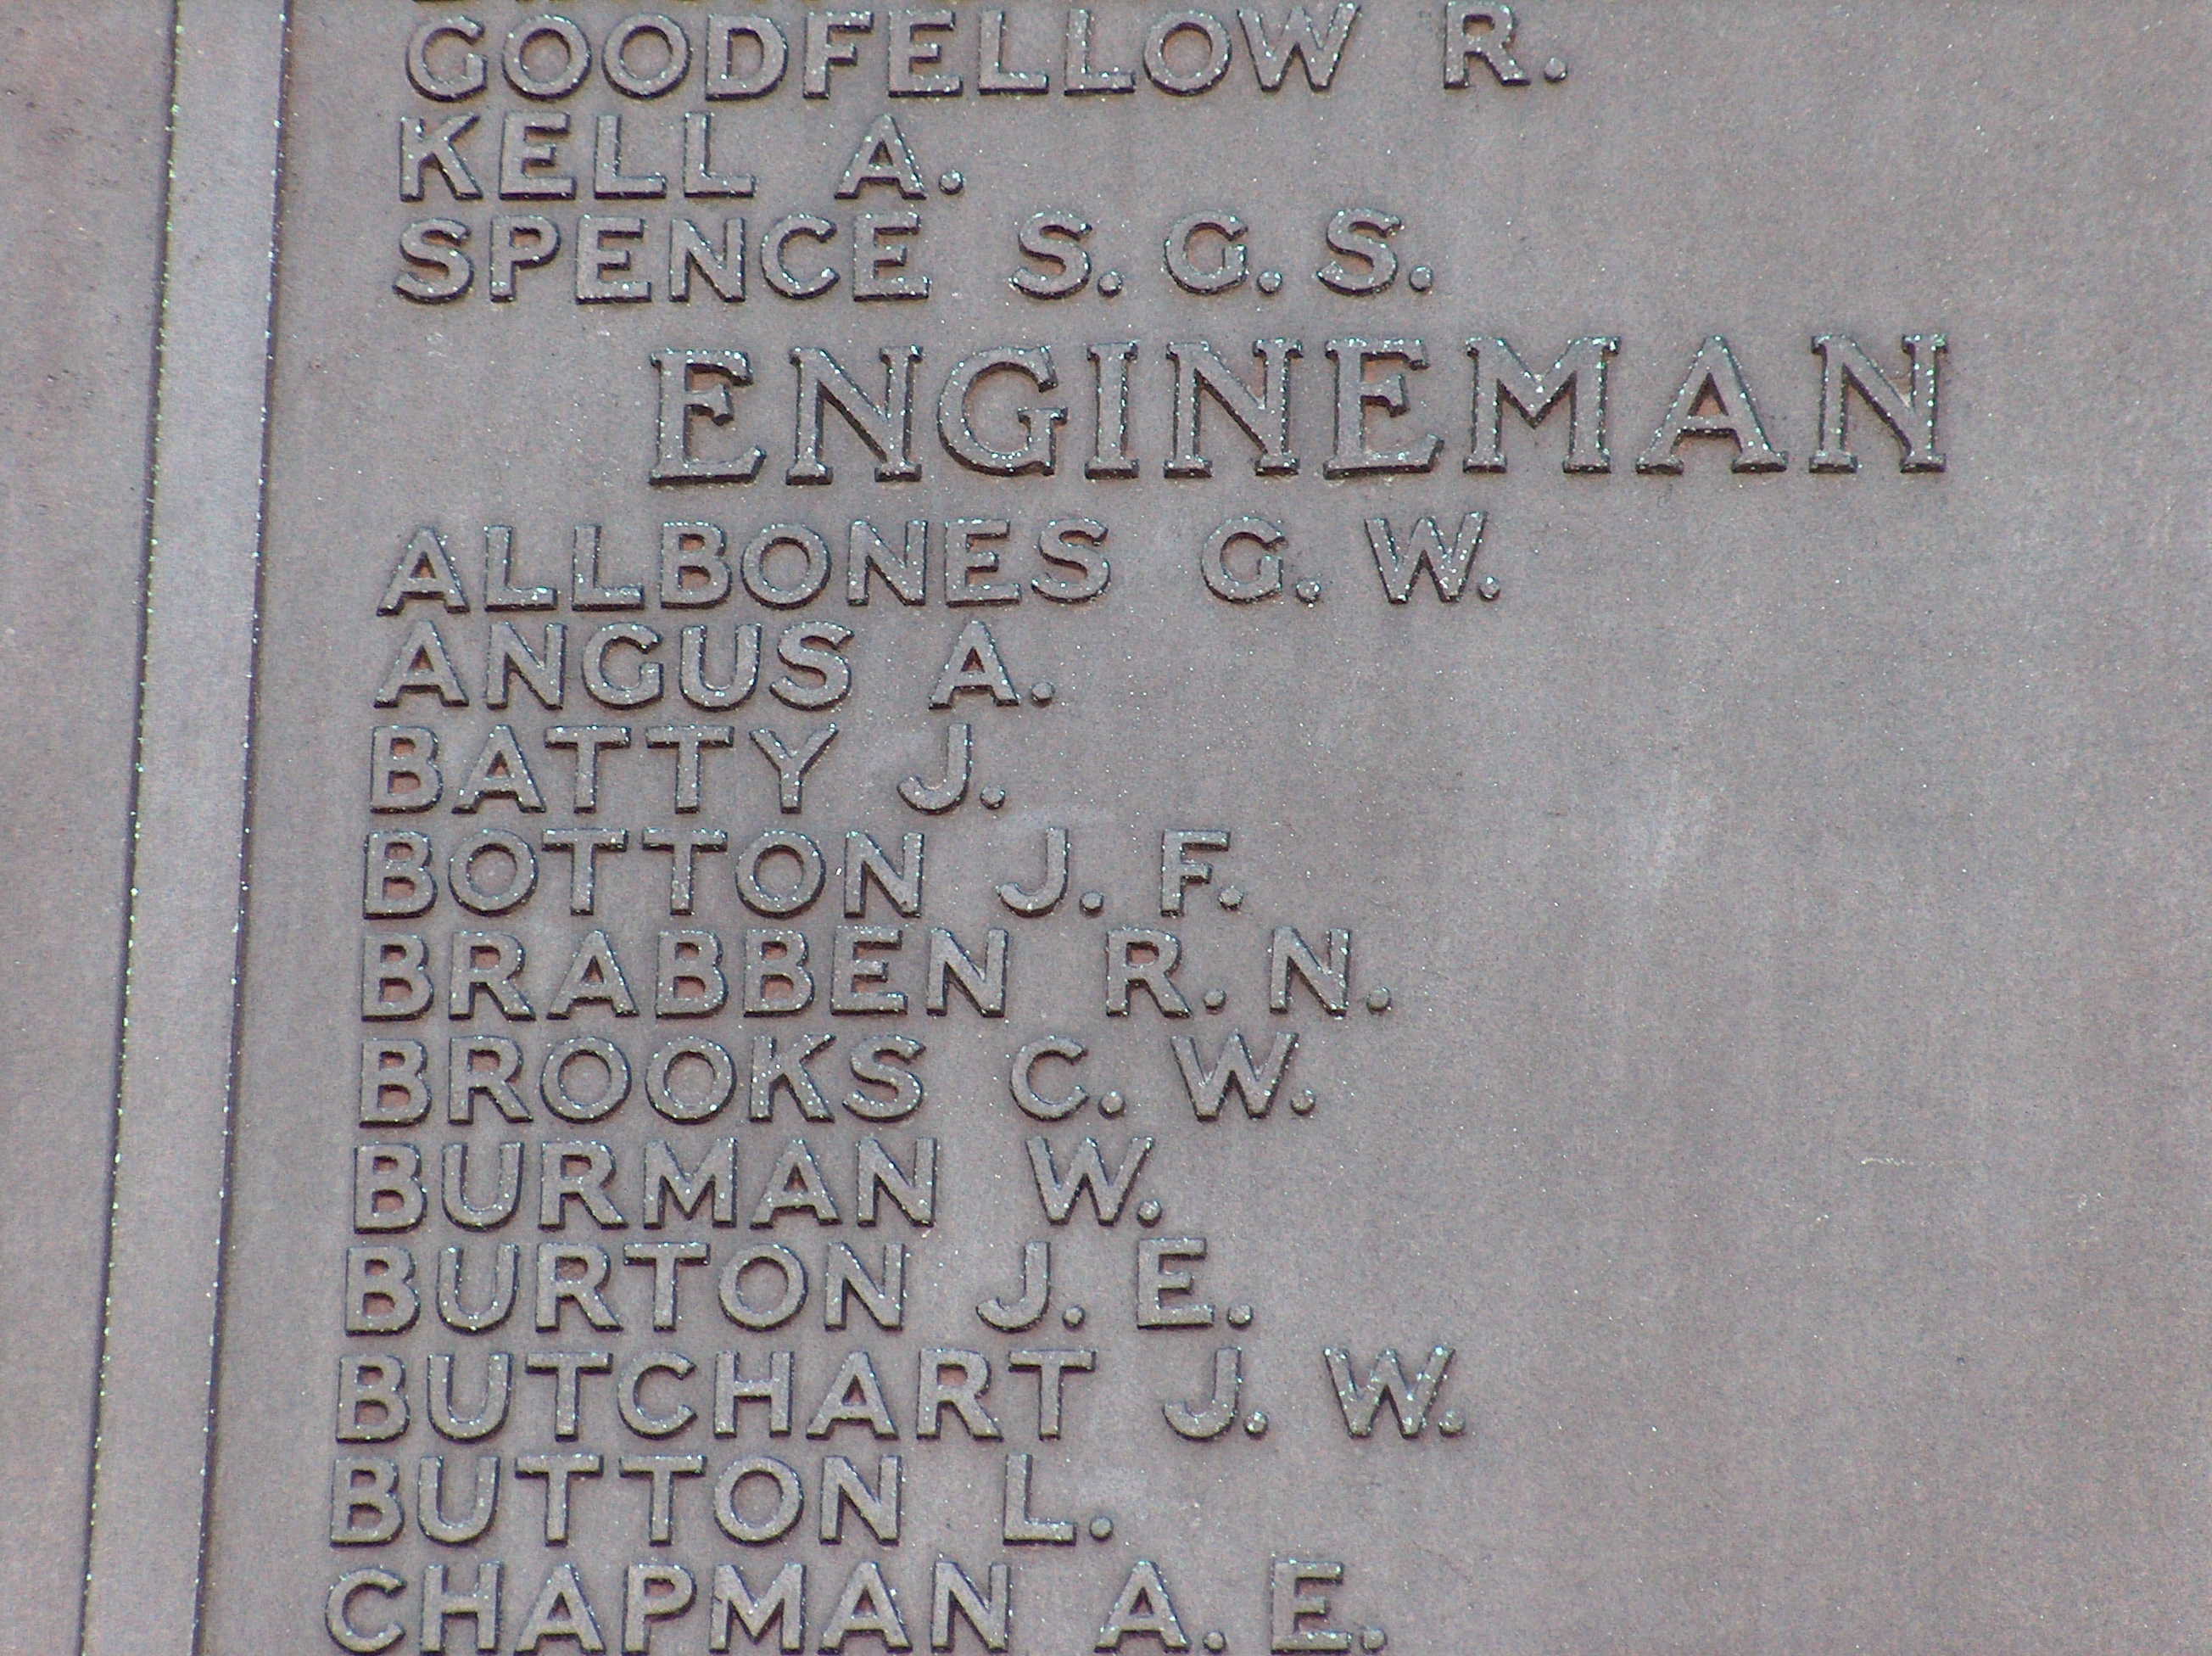 GOODFELLOW R.
KELL A.
SPENCE S. G. S.
ENGINEMAN
ALLBONES G. W.
ANGUS A.
BATTY J.
BOTTON J. F.
BRABBEN R. N.
BROOKS C. W.
BURMAN W.
BURTON J. E.
BUTCHART J. W.
BUTTON L.
CHAPMAN A. E.